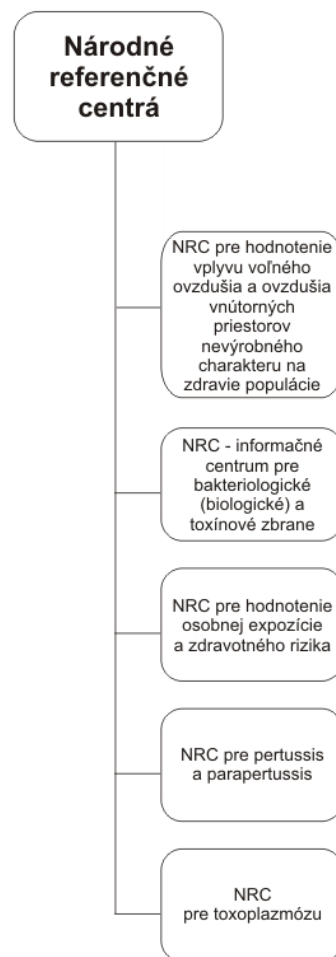 Národné
referenčné
centrá
NRC pre hodnotenie
vplyvu voľného
ovzdušia a ovzdušia
vnútorných
priestorov
nevýrobného
charakteru na
zdravie populácie
NRC - informačné
centrum pre
bakteriologické
(biologické) a
toxínové zbrane
NRC pre hodnotenie
osobnej expozície
a zdravotného rizika
NRC pre pertussis
a parapertussis
NRC
pre toxoplazmózu